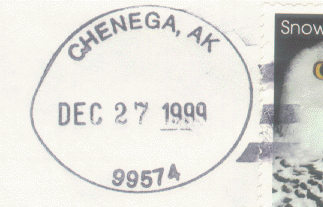 CHENEGA, AK
DEC 27 1999
99574
Snow